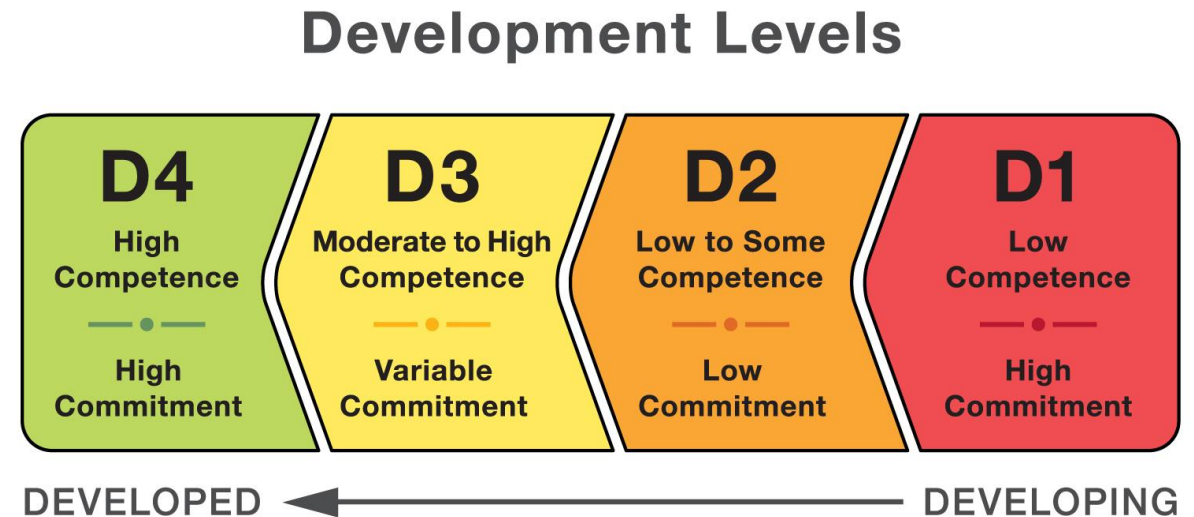 Development Levels
D4
High
Competence
High
Commitment
D3
Moderate to High
Competence
Variable
Commitment
D2
Low to Some
Competence
Low
Commitment
D1
Low
Competence
High
Commitment
DEVELOPED
DEVELOPING